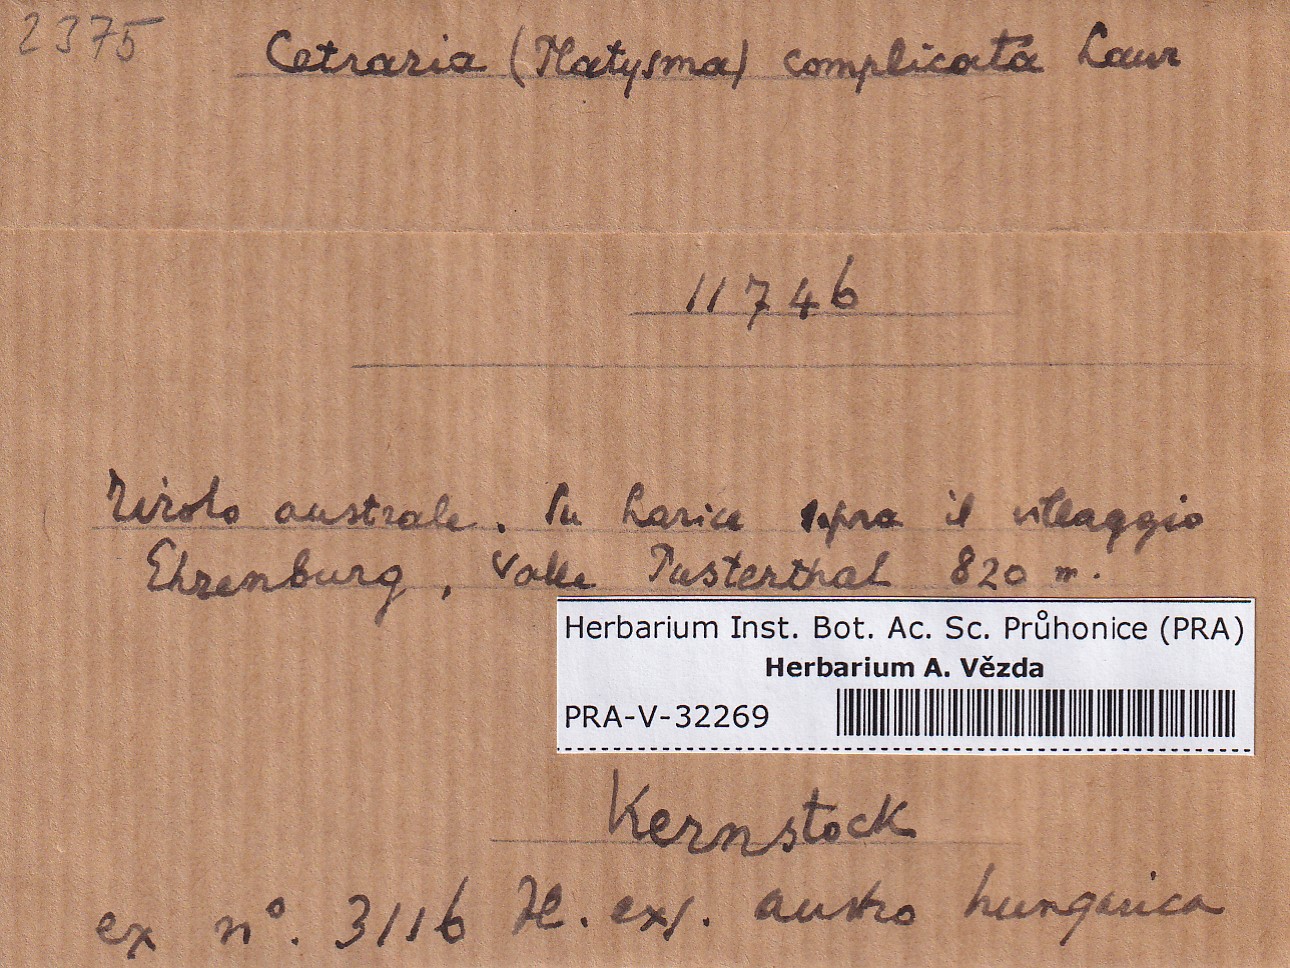 2375
Cetraria (Platysma) complicata Laur
11746
Tirolo australe. Su Larice sopra il villaggio
Ehrenburg, Valle Pusterthal 820 m.
Herbarium Inst. Bot. Ac. Sc. Průhonice (PRA)
Herbarium A. Vězda
PRA-V-32269
Kernstock
ex n°. 3116 Fl. exs. austro hungarica